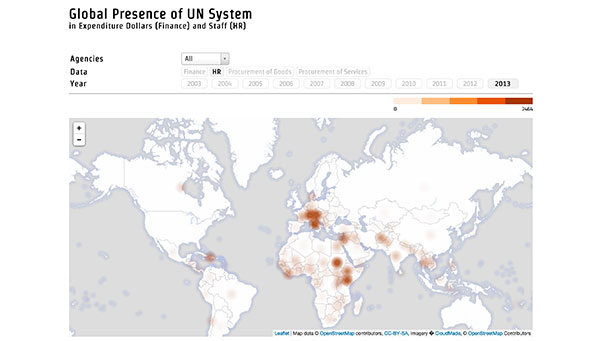 Global Presence of UN System
in Expenditure Dollars (Finance) and Staff (HR)
Agencies All
Data Finance HR Procurement of Goods Procurement of Services
Year 2003 2004 2005 2006 2007 2008 2009 2010 2011 2012 2013
0
+
-
Leaflet | Map data © OpenStreetMap contributors, CC-BY-SA, Imagery � CloudMade, © OpenStreetMap Contributors